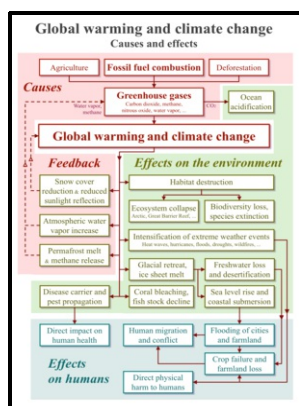 Global warming and climate change
Causes and effects
Agriculture
Fossil fuel combustion
Deforestation
Causes
Water vapor,
methane
Greenhouse gases
Carbon dioxide, methane,
nitrous oxide, water vapor, ...
(CO₂)
Ocean
acidification
Global warming and climate change
Feedback
Effects on the environment
Snow cover
reduction & reduced
sunlight reflection
Habitat destruction
Ecosystem collapse
Arctic, Great Barrier Reef, ...
Biodiversity loss,
species extinction
Atmospheric water
vapor increase
Intensification of extreme weather events
Heat waves, hurricanes, floods, droughts, wildfires, ...
Permafrost melt
& methane release
Glacial retreat,
ice sheet melt
Freshwater loss
and desertification
Disease carrier and
pest propagation
Coral bleaching,
fish stock decline
Sea level rise and
coastal submersion
Direct impact on
human health
Human migration
and conflict
Flooding of cities
and farmland
Effects
on humans
Crop failure and
farmland loss
Direct physical
harm to humans